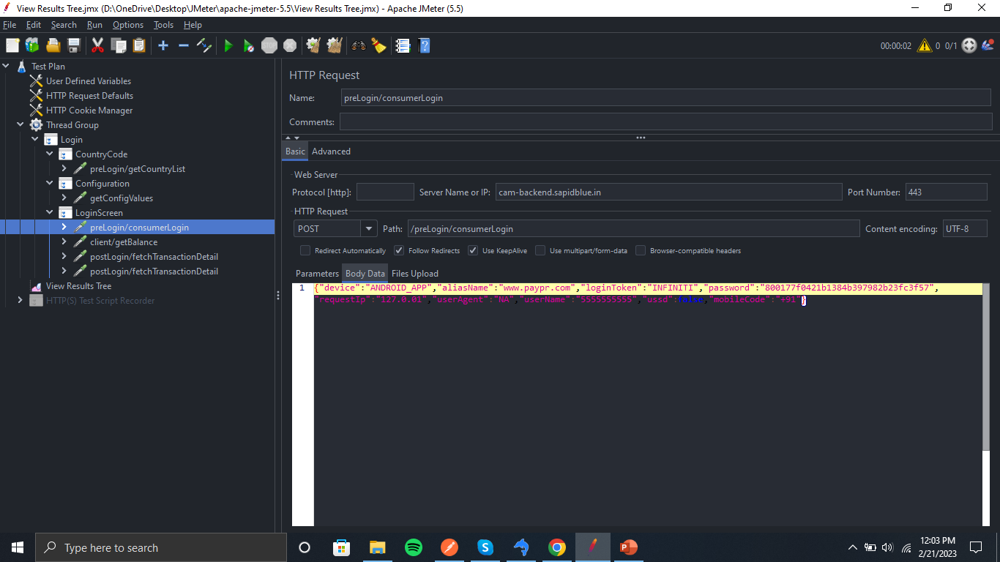 View Results Tree.jmx (D:\OneDrive\Desktop\JMeter\apache-jmeter-5.5\View Results Tree.jmx) - Apache JMeter (5.5)
File Edit Search Run Options Tools Help
STOP 00:00:02 0 0/1
Test Plan
User Defined Variables
HTTP Request Defaults
HTTP Cookie Manager
Thread Group
Login
CountryCode
preLogin/getCountryList
Configuration
getConfigValues
LoginScreen
preLogin/consumerLogin
client/getBalance
postLogin/fetchTransactionDetail
postLogin/fetchTransactionDetail
View Results Tree
HTTP(S) Test Script Recorder
HTTP Request
Name: preLogin/consumerLogin
Comments:
Basic Advanced
Web Server
Protocol [http]: Server Name or IP: cam-backend.sapidblue.in Port Number: 443
HTTP Request
POST Path: /preLogin/consumerLogin Content encoding: UTF-8
Redirect Automatically Follow Redirects Use KeepAlive Use multipart/form-data Browser-compatible headers
Parameters Body Data Files Upload
1 {"device":"ANDROID_APP","aliasName":"www.paypr.com","loginToken":"INFINITI","password":"800177f0421b1384b397982b23fc3f57",
"requestIp":"127.0.01","userAgent":"NA","userName":"5555555555","ussd":false,"mobileCode":"+91"}
Type here to search
12:03 PM
2/21/2023